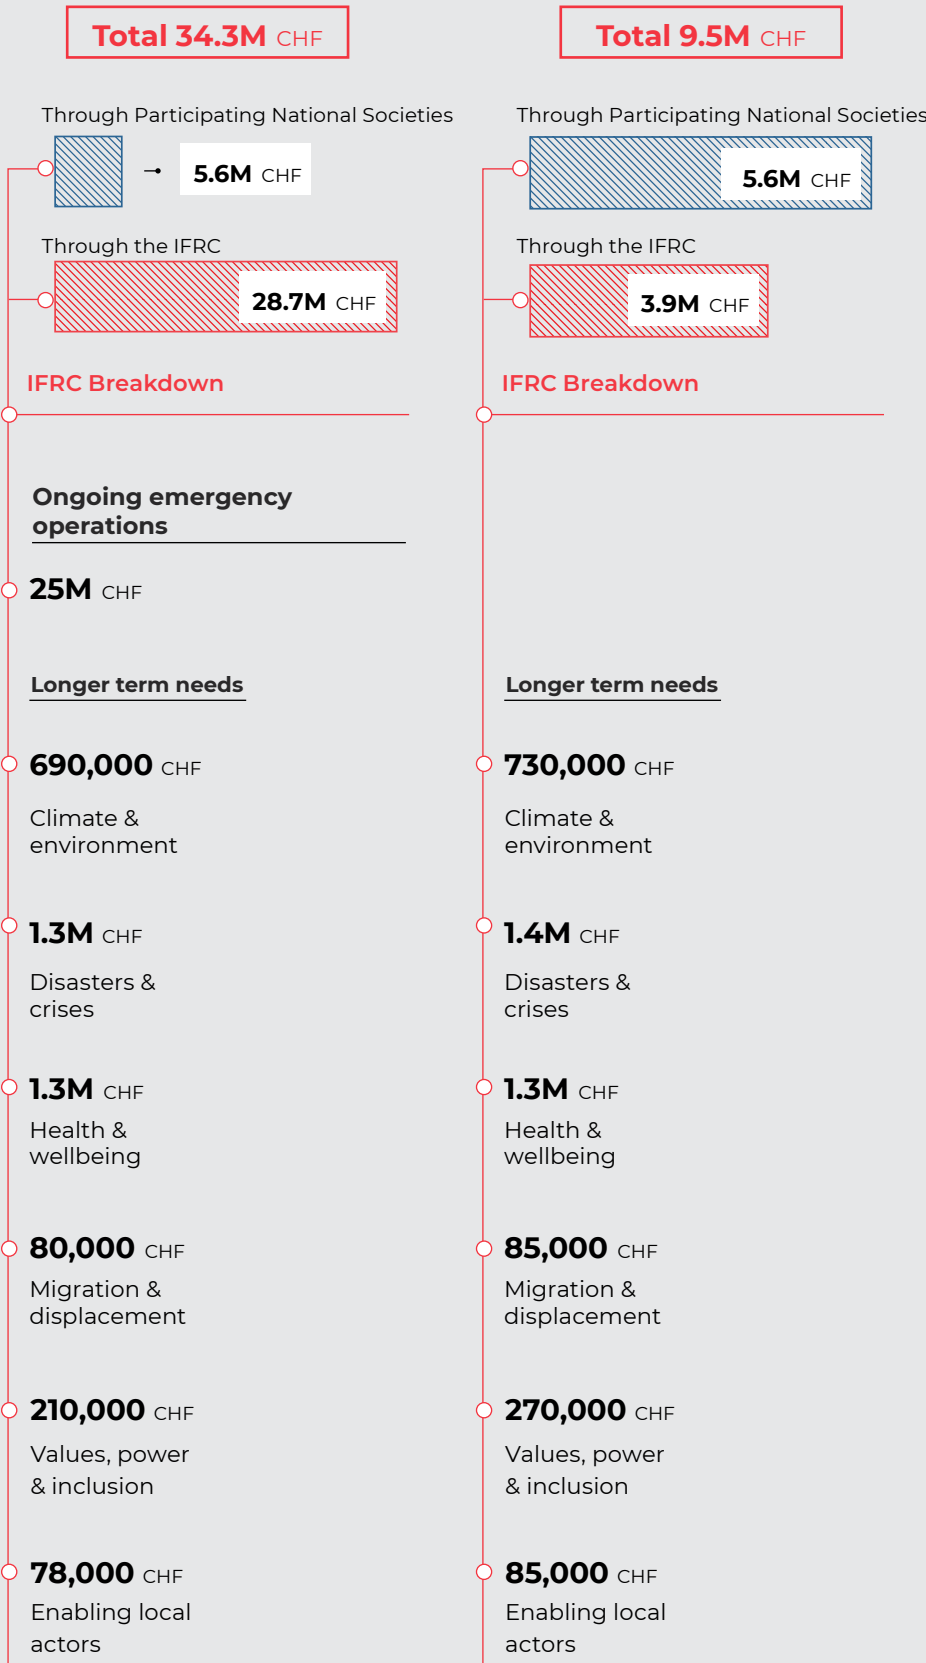 Total 34.3M CHF
Through Participating National Societies
5.6M CHF
Through the IFRC
28.7M CHF
IFRC Breakdown
Ongoing emergency
operations
25M CHF
Longer term needs
690,000 CHF
Climate &
environment
1.3M CHF
Disasters &
crises
1.3M CHF
Health &
wellbeing
80,000 CHF
Migration &
displacement
210,000 CHF
Values, power
& inclusion
78,000 CHF
Enabling local
actors
Total 9.5M CHF
Through Participating National Societies
5.6M CHF
Through the IFRC
3.9M CHF
IFRC Breakdown
Longer term needs
730,000 CHF
Climate &
environment
1.4M CHF
Disasters &
crises
1.3M CHF
Health &
wellbeing
85,000 CHF
Migration &
displacement
270,000 CHF
Values, power
& inclusion
85,000 CHF
Enabling local
actors